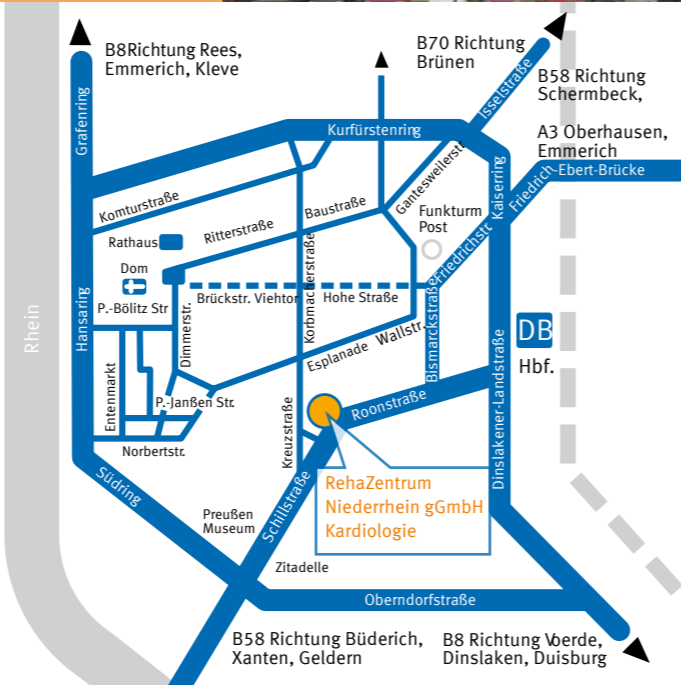 B8Richtung Rees,
Emmerich, Kleve
B70 Richtung
Brünen
B58 Richtung
Schermbeck,
A3 Oberhausen,
Emmerich
Grafenring
Kurfürstenring
Isselstraße
Gantesweilerstr.
Kaiserring
Friedrich-Ebert-Brücke
Komturstraße
Rathaus
Ritterstraße
Baustraße
Funkturm
Post
Friedrichstr.
Dom
P.-Bölitz Str
Brückstr. Viehtor
Hohe Straße
Korbmacherstraße
Bismarckstraße
Rhein
Hansaring
Dimmerstr.
Esplanade
Wallstr.
DB
Hbf.
Entenmarkt
P.-Janßen Str.
Norbertstr.
Kreuzstraße
Roonstraße
Dinslakener-Landstraße
Südring
Schillstraße
Preußen
Museum
RehaZentrum
Niederrhein gGmbH
Kardiologie
Zitadelle
Oberndorfstraße
B58 Richtung Büderich,
Xanten, Geldern
B8 Richtung Voerde,
Dinslaken, Duisburg